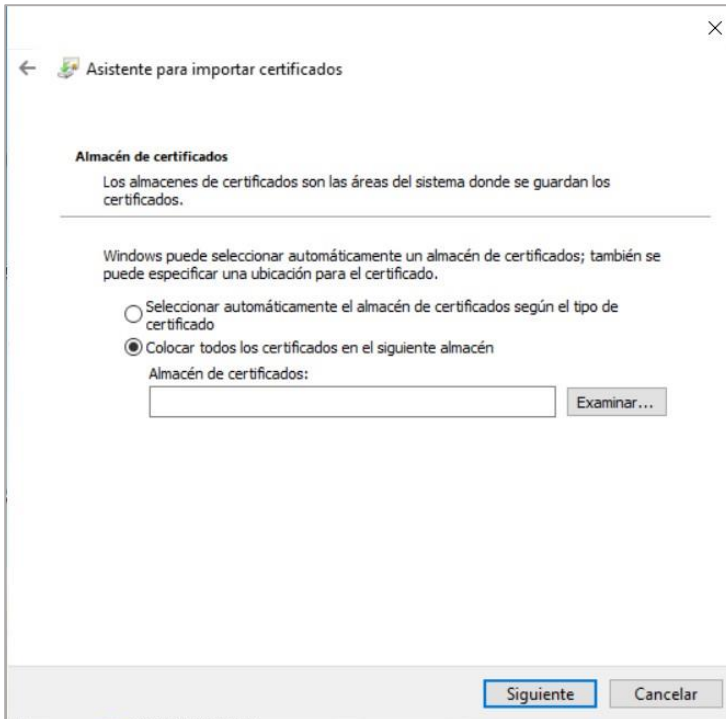 Asistente para importar certificados
Almacén de certificados
Los almacenes de certificados son las áreas del sistema donde se guardan los
certificados.
Windows puede seleccionar automáticamente un almacén de certificados; también se
puede especificar una ubicación para el certificado.
Seleccionar automáticamente el almacén de certificados según el tipo de
certificado
Colocar todos los certificados en el siguiente almacén
Almacén de certificados:
Examinar...
Siguiente
Cancelar